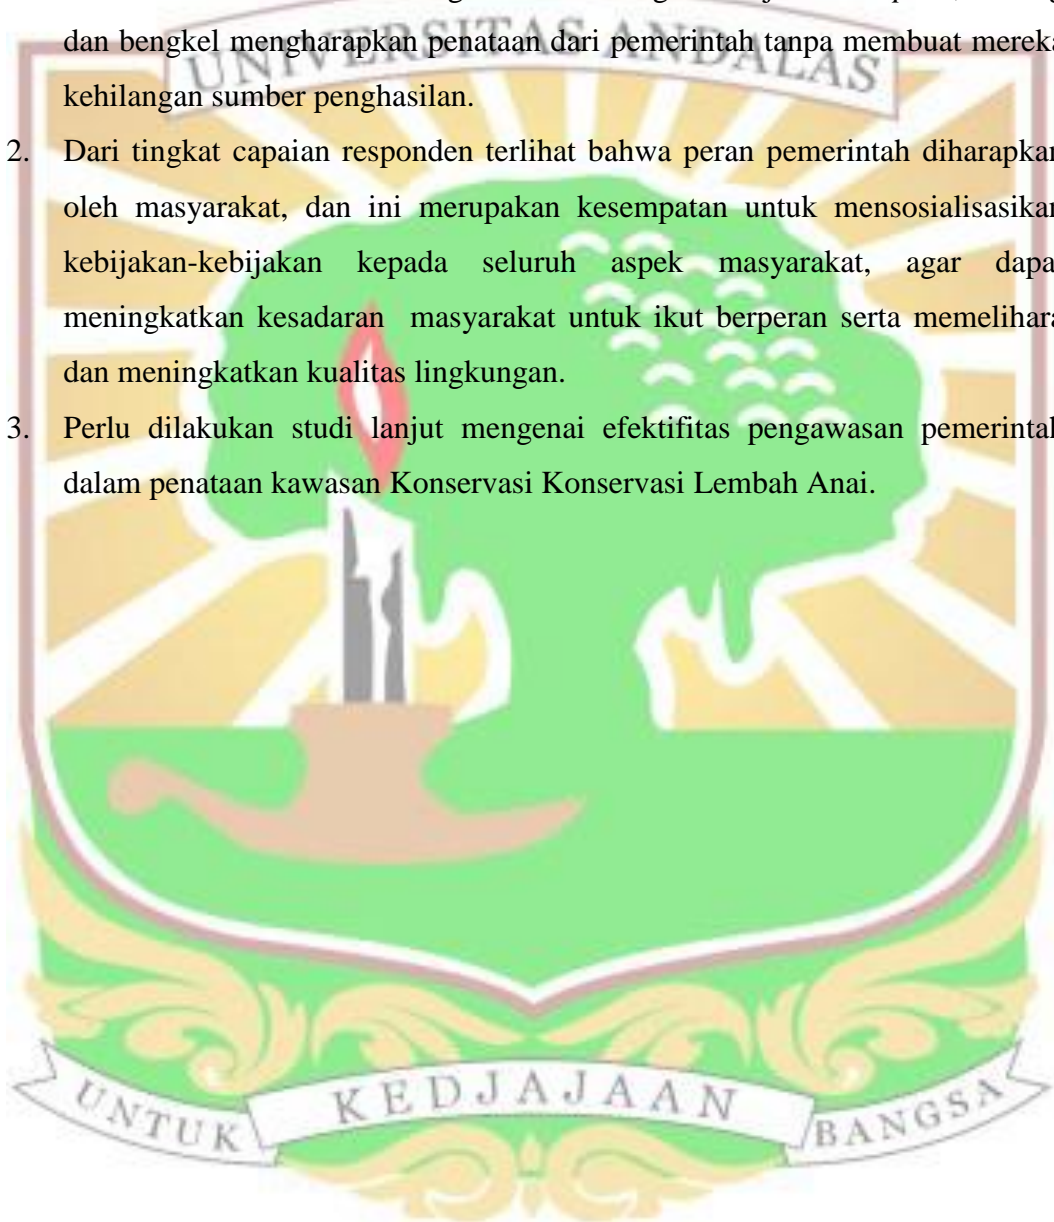 dan bengkel mengharapkan penataan dari pemerintah tanpa membuat mereka
kehilangan sumber penghasilan.
2. Dari tingkat capaian responden terlihat bahwa peran pemerintah diharapkan
oleh masyarakat, dan ini merupakan kesempatan untuk mensosialisasikan
kebijakan-kebijakan kepada seluruh aspek masyarakat, agar dapat
meningkatkan kesadaran masyarakat untuk ikut berperan serta memelihara
dan meningkatkan kualitas lingkungan.
3. Perlu dilakukan studi lanjut mengenai efektifitas pengawasan pemerintah
dalam penataan kawasan Konservasi Konservasi Lembah Anai.
UNIVERSITAS ANDALAS
UNTUK KEDJAJAAN BANGSA